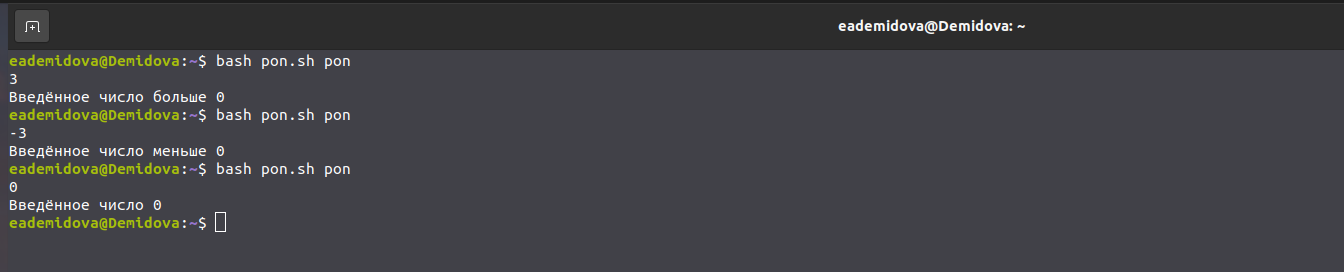 eademidova@Demidova: ~
eademidova@Demidova:~$ bash pon.sh pon
3
Введённое число больше 0
eademidova@Demidova:~$ bash pon.sh pon
-3
Введённое число меньше 0
eademidova@Demidova:~$ bash pon.sh pon
0
Введённое число 0
eademidova@Demidova:~$